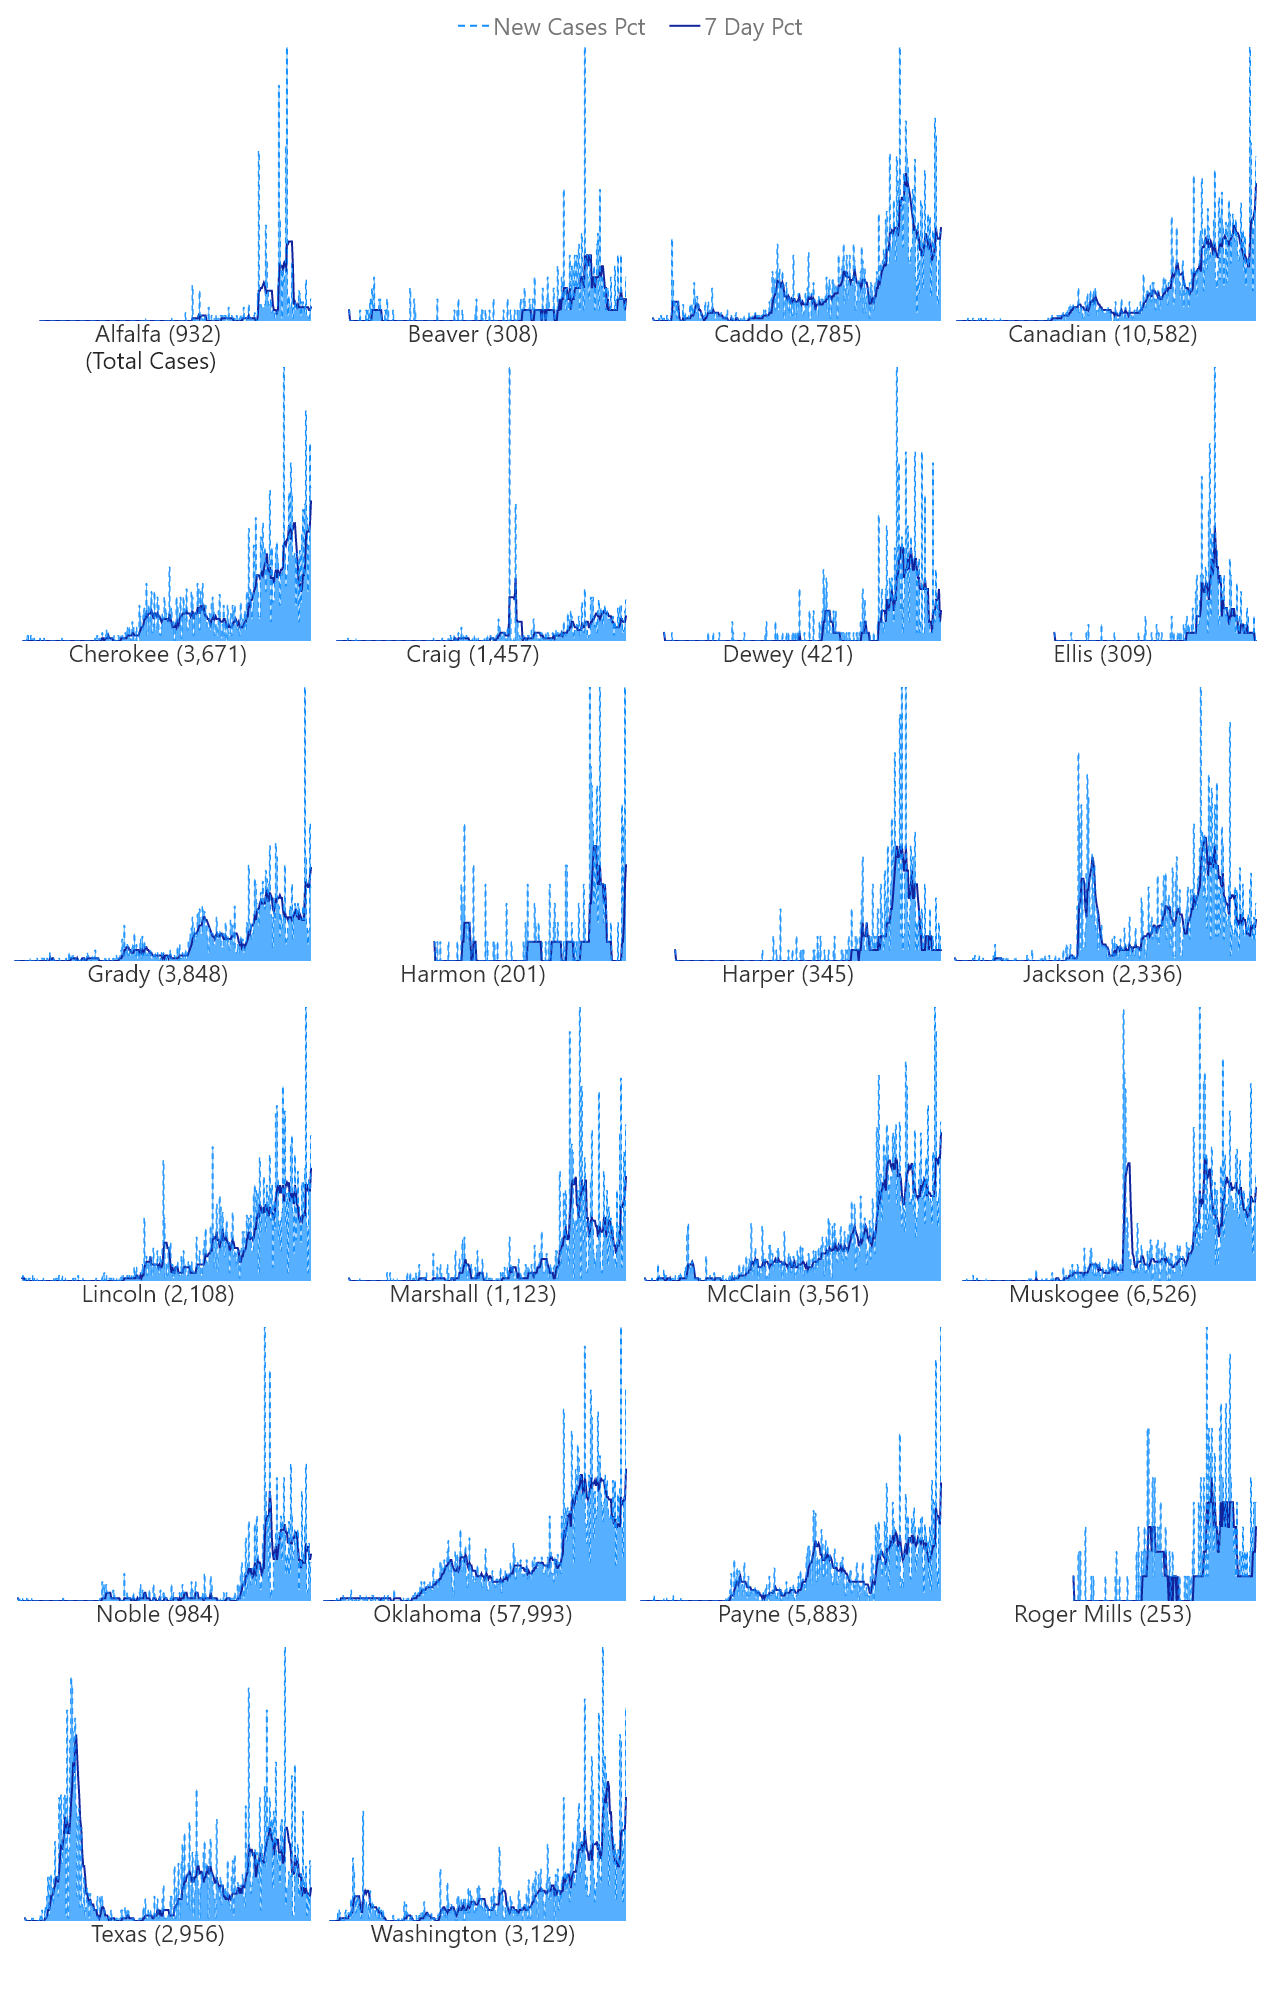 New Cases Pct 7 Day Pct
Alfalfa (932) Beaver (308) Caddo (2,785) Canadian (10,582)
(Total Cases)
Cherokee (3,671) Craig (1,457) Dewey (421) Ellis (309)
Grady (3,848) Harmon (201) Harper (345) Jackson (2,336)
Lincoln (2,108) Marshall (1,123) McClain (3,561) Muskogee (6,526)
Noble (984) Oklahoma (57,993) Payne (5,883) Roger Mills (253)
Texas (2,956) Washington (3,129)